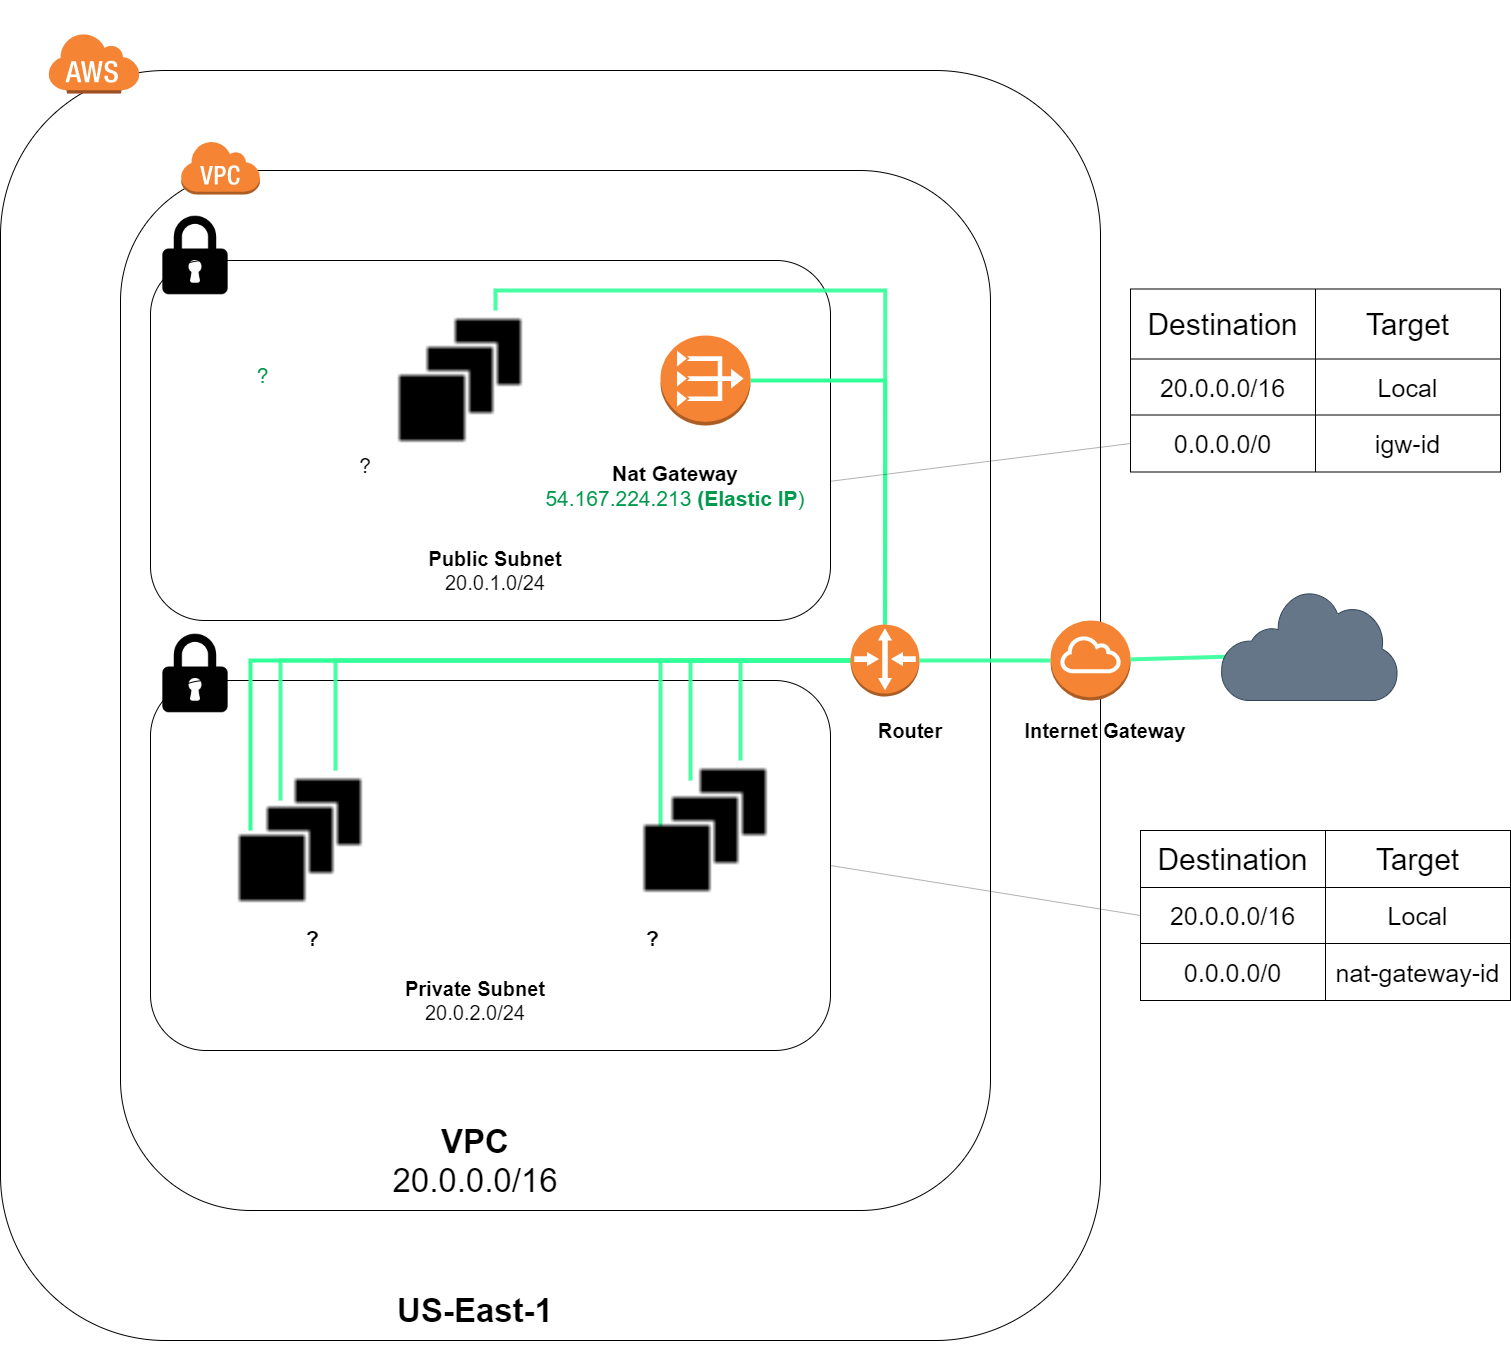 AWS
VPC
?
?
Nat Gateway
54.167.224.213 (Elastic IP)
Public Subnet
20.0.1.0/24
Destination Target
20.0.0.0/16 Local
0.0.0.0/0 igw-id
Router
Internet Gateway
?
?
Private Subnet
20.0.2.0/24
Destination Target
20.0.0.0/16 Local
0.0.0.0/0 nat-gateway-id
VPC
20.0.0.0/16
US-East-1